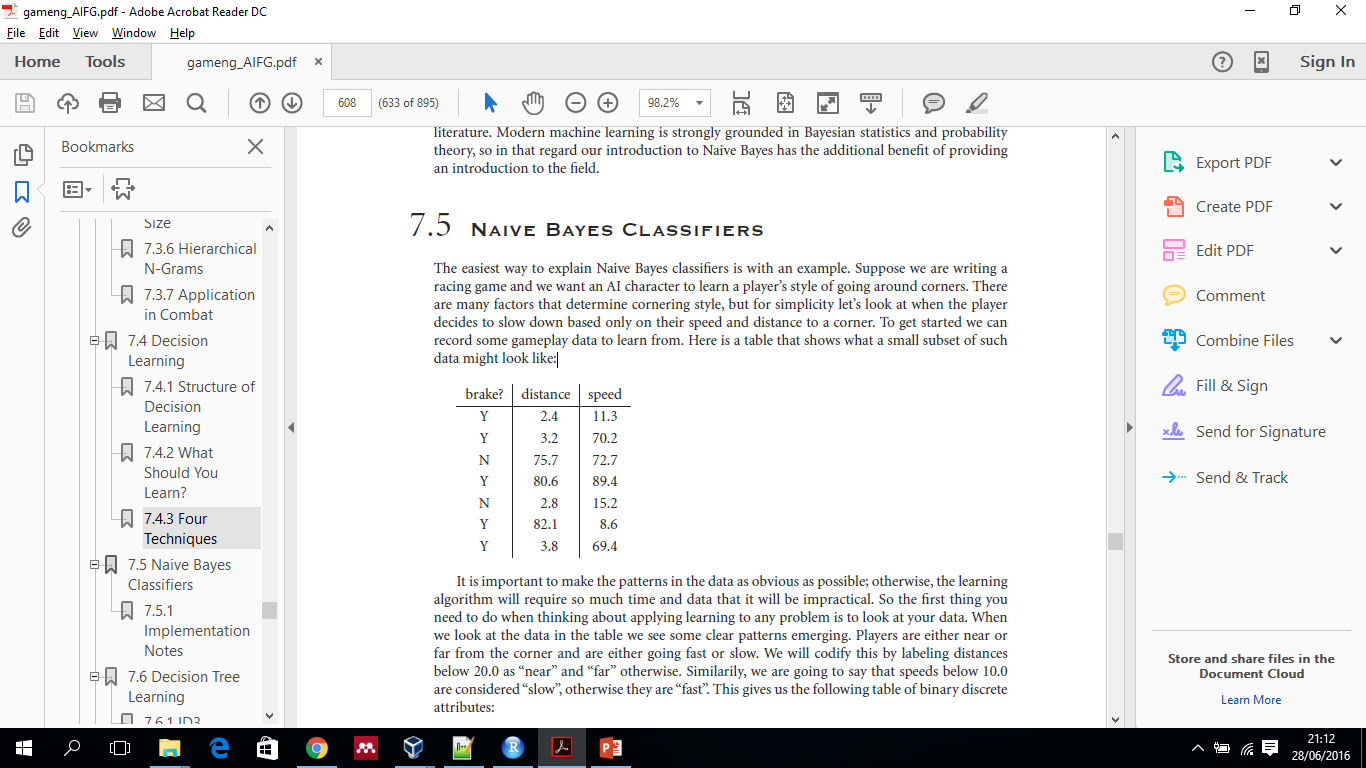 gameng_AIFG.pdf - Adobe Acrobat Reader DC
File Edit View Window Help
Home Tools gameng_AIFG.pdf × Sign In
608 (633 of 895) 98.2%
Bookmarks
Size
7.3.6 Hierarchical
N-Grams
7.3.7 Application
in Combat
7.4 Decision
Learning
7.4.1 Structure of
Decision
Learning
7.4.2 What
Should You
Learn?
7.4.3 Four
Techniques
7.5 Naive Bayes
Classifiers
7.5.1
Implementation
Notes
7.6 Decision Tree
Learning
7.6.1 ID3
literature. Modern machine learning is strongly grounded in Bayesian statistics and probability
theory, so in that regard our introduction to Naive Bayes has the additional benefit of providing
an introduction to the field.
7.5 NAIVE BAYES CLASSIFIERS
The easiest way to explain Naive Bayes classifiers is with an example. Suppose we are writing a
racing game and we want an AI character to learn a player's style of going around corners. There
are many factors that determine cornering style, but for simplicity let's look at when the player
decides to slow down based only on their speed and distance to a corner. To get started we can
record some gameplay data to learn from. Here is a table that shows what a small subset of such
data might look like:
brake? distance speed
Y 2.4 11.3
Y 3.2 70.2
N 75.7 72.7
Y 80.6 89.4
N 2.8 15.2
Y 82.1 8.6
Y 3.8 69.4
It is important to make the patterns in the data as obvious as possible; otherwise, the learning
algorithm will require so much time and data that it will be impractical. So the first thing you
need to do when thinking about applying learning to any problem is to look at your data. When
we look at the data in the table we see some clear patterns emerging. Players are either near or
far from the corner and are either going fast or slow. We will codify this by labeling distances
below 20.0 as "near" and "far" otherwise. Similarily, we are going to say that speeds below 10.0
are considered "slow", otherwise they are "fast". This gives us the following table of binary discrete
attributes:
Export PDF
Create PDF
Edit PDF
Comment
Combine Files
Fill & Sign
Send for Signature
Send & Track
Store and share files in the
Document Cloud
Learn More
21:12
28/06/2016